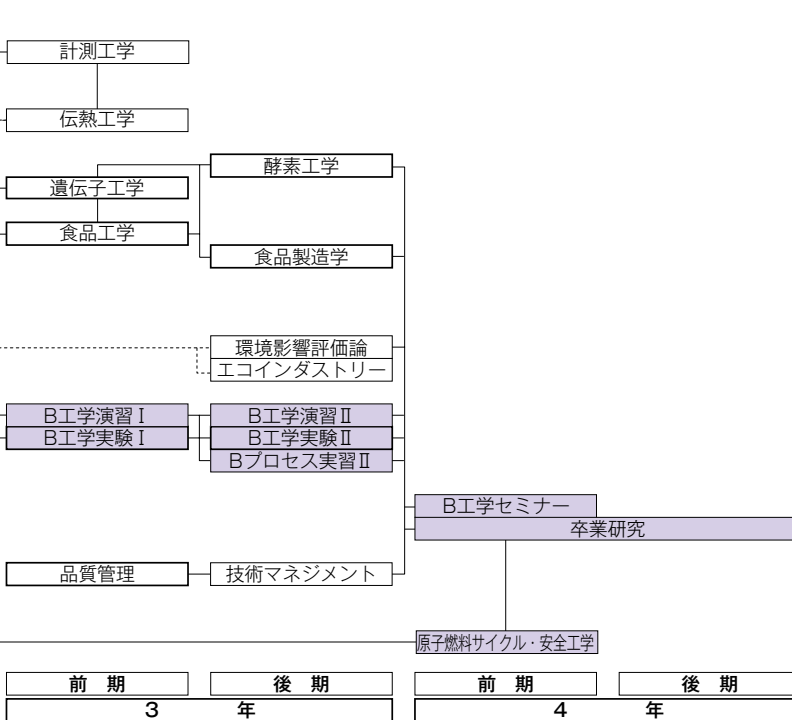 計測工学
伝熱工学
酵素工学
遺伝子工学
食品工学
食品製造学
環境影響評価論
エコインダストリー
B工学演習Ⅰ
B工学演習Ⅱ
B工学実験Ⅰ
B工学実験Ⅱ
Bプロセス実習Ⅱ
B工学セミナー
卒業研究
品質管理
技術マネジメント
原子燃料サイクル・安全工学
前 期
後 期
前 期
後 期
3 年
4 年